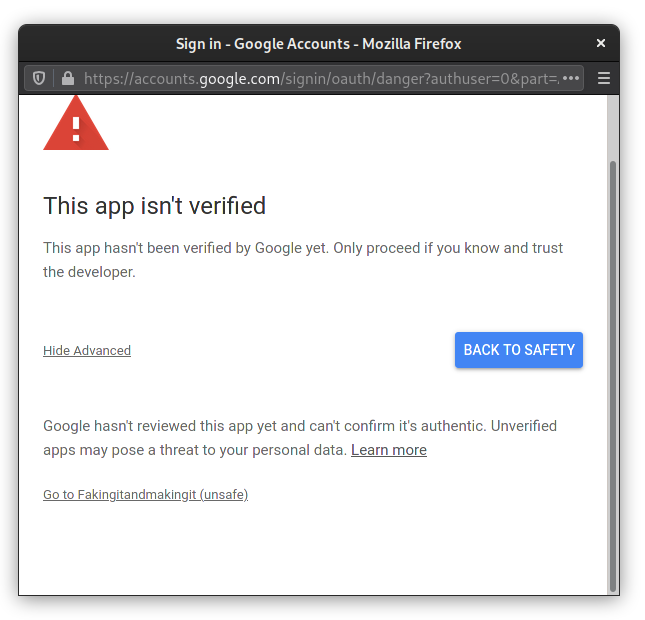 Sign in - Google Accounts - Mozilla Firefox
https://accounts.google.com/signin/oauth/danger?authuser=0&part=
This app isn't verified
This app hasn't been verified by Google yet. Only proceed if you know and trust
the developer.
Hide Advanced
BACK TO SAFETY
Google hasn't reviewed this app yet and can't confirm it's authentic. Unverified
apps may pose a threat to your personal data. Learn more
Go to Fakingitandmakingit (unsafe)